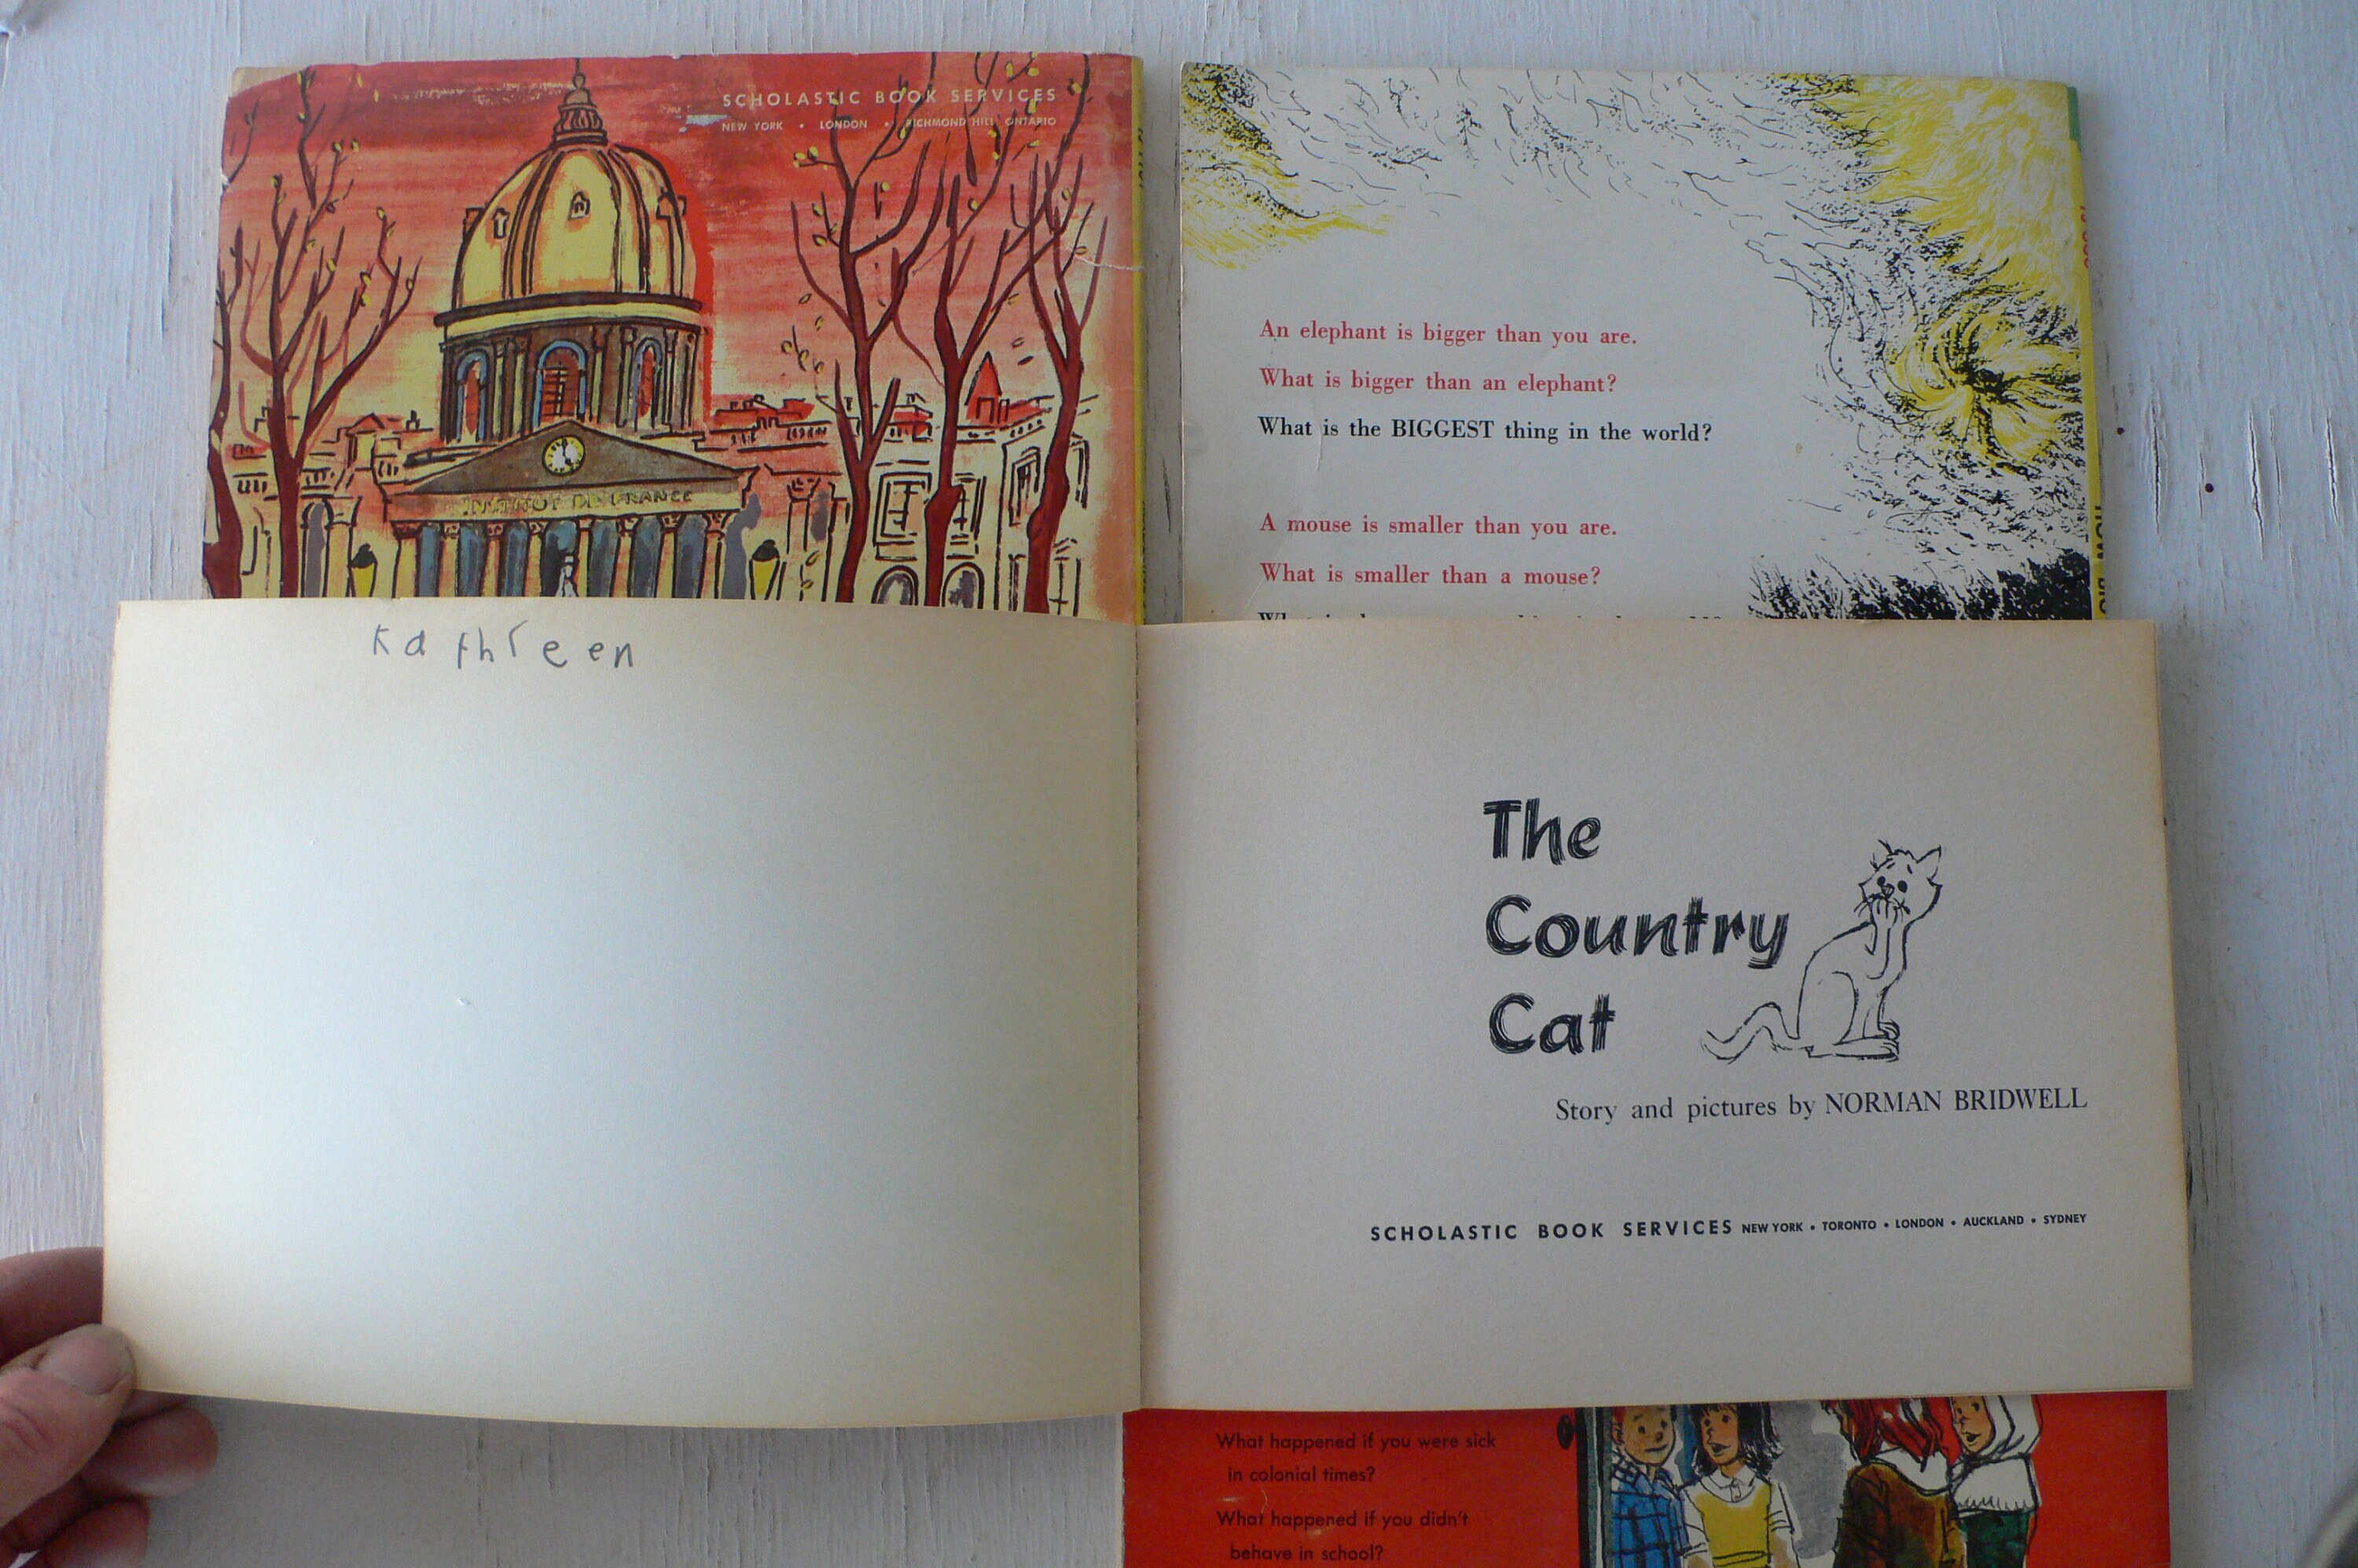 SCHOLASTIC BOOK SERVICES
NEW YORK • LONDON • RICHMOND HILL, ONTARIO
INSTITUT DE FRANCE
An elephant is bigger than you are.
What is bigger than an elephant?
What is the BIGGEST thing in the world?
A mouse is smaller than you are.
What is smaller than a mouse?
HOW BIG
Kathleen
The
Country
Cat
Story and pictures by NORMAN BRIDWELL
SCHOLASTIC BOOK SERVICES NEW YORK • TORONTO • LONDON • AUCKLAND • SYDNEY
What happened if you were sick
in colonial times?
What happened if you didn't
behave in school?